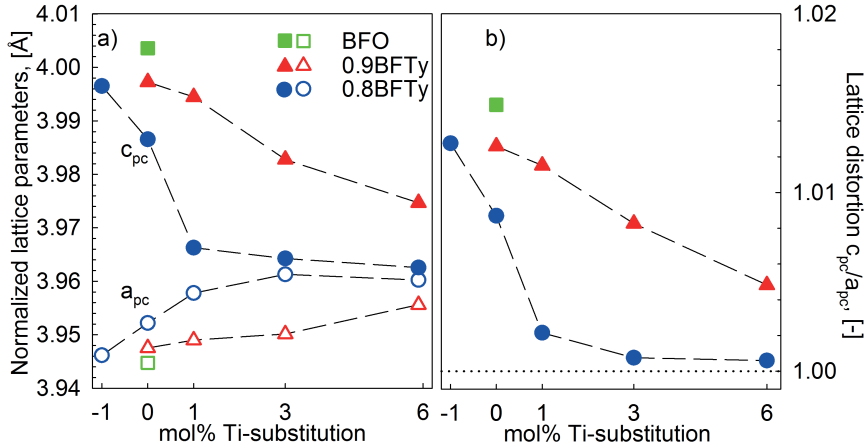 Normalized lattice parameters, [Å]
4.01
4.00
3.99
3.98
3.97
3.96
3.95
3.94
a)
BFO
0.9BFTy
0.8BFTy
c_pc
a_pc
-1 0 1 3 6
mol% Ti-substitution
b)
-1 0 1 3 6
mol% Ti-substitution
1.02
1.01
1.00
Lattice distortion c_pc/a_pc, [-]